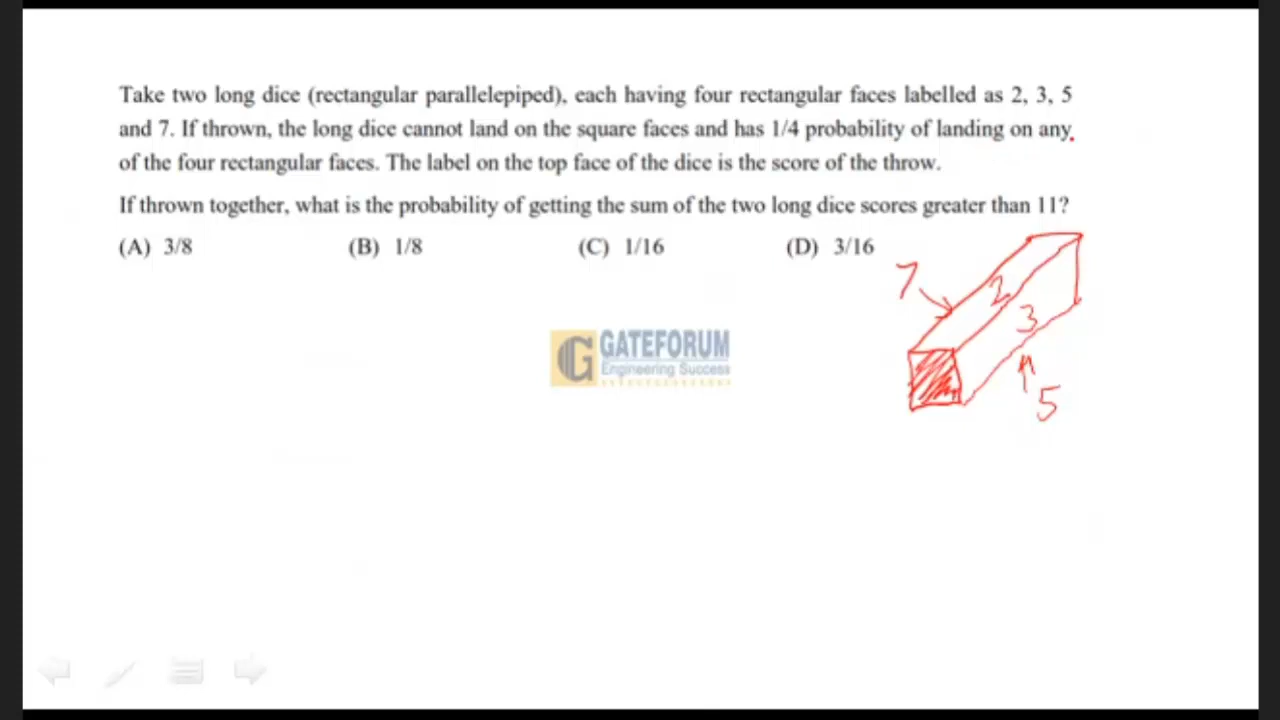 Take two long dice (rectangular parallelepiped), each having four rectangular faces labelled as 2, 3, 5
and 7. If thrown, the long dice cannot land on the square faces and has 1/4 probability of landing on any
of the four rectangular faces. The label on the top face of the dice is the score of the throw.
If thrown together, what is the probability of getting the sum of the two long dice scores greater than 11?
(A) 3/8 (B) 1/8 (C) 1/16 (D) 3/16
7
2
3
5
G GATEFORUM
Engineering Success